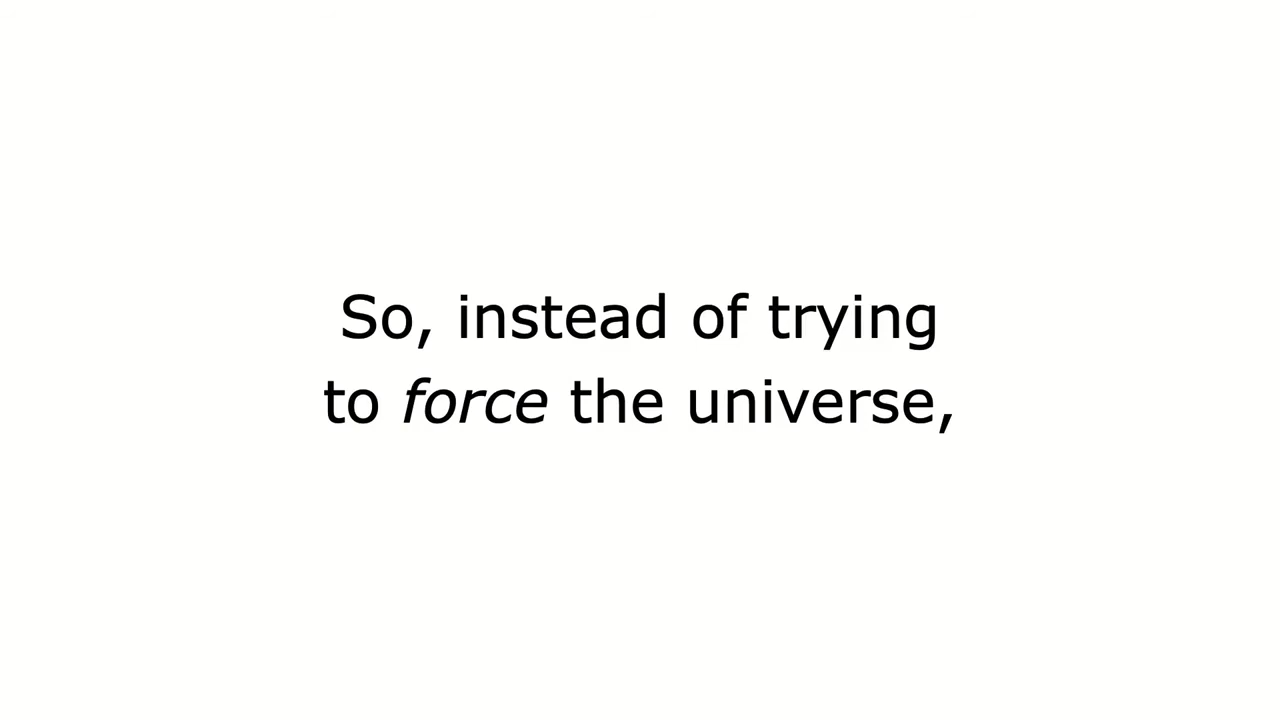 So, instead of trying
to force the universe,